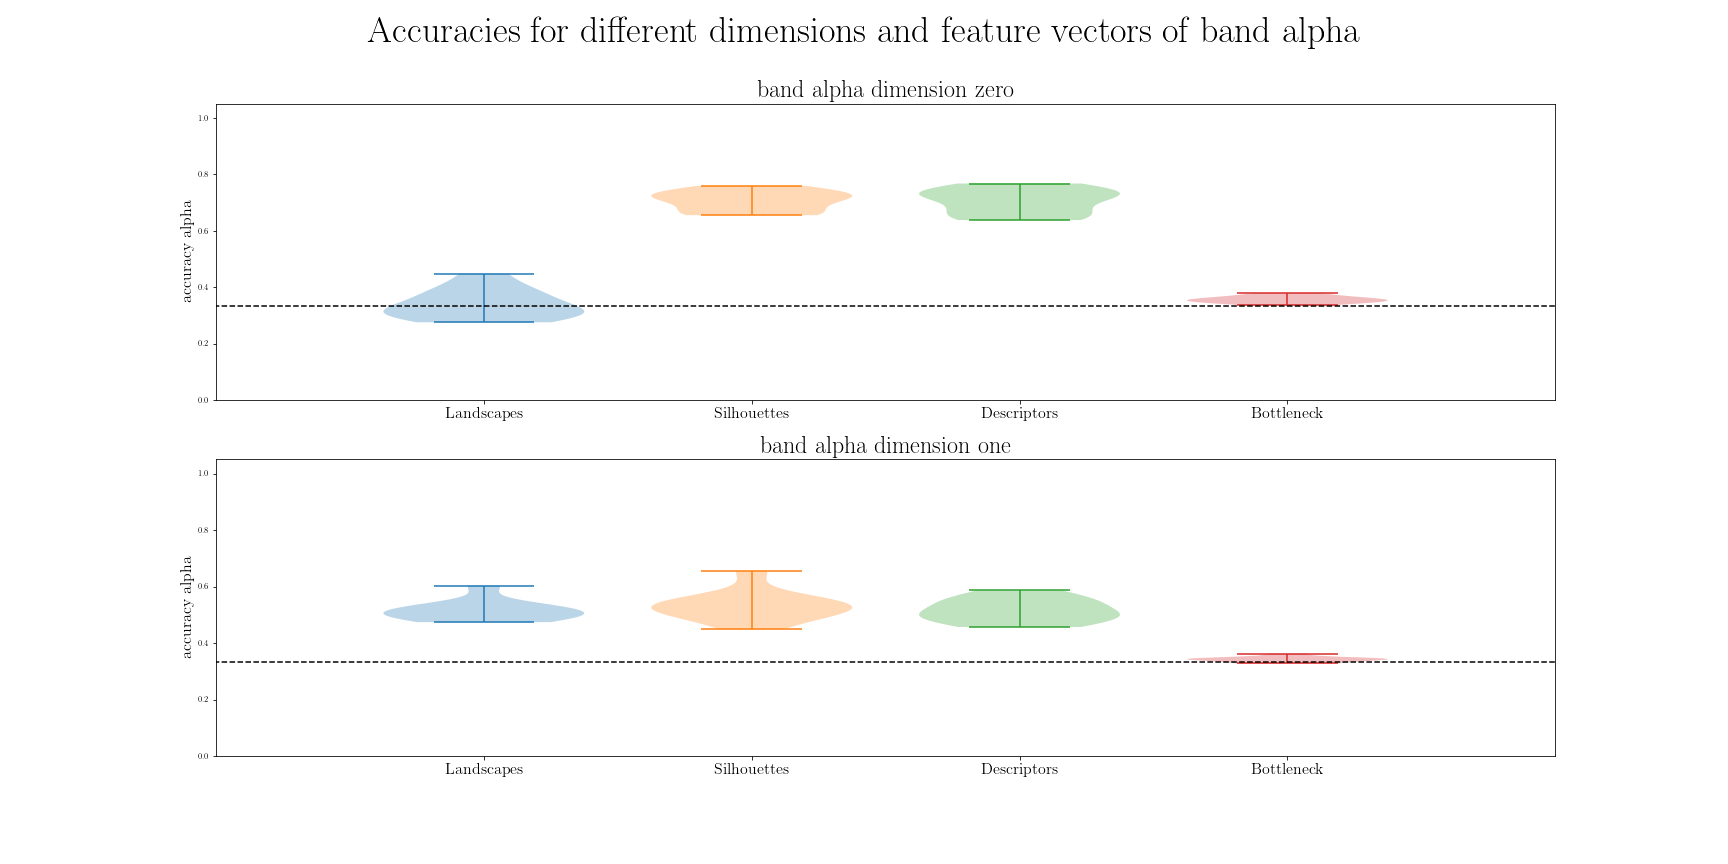 Accuracies for different dimensions and feature vectors of band alpha
band alpha dimension zero
accuracy alpha
1.0
0.8
0.6
0.4
0.2
0.0
Landscapes Silhouettes Descriptors Bottleneck
band alpha dimension one
accuracy alpha
1.0
0.8
0.6
0.4
0.2
0.0
Landscapes Silhouettes Descriptors Bottleneck